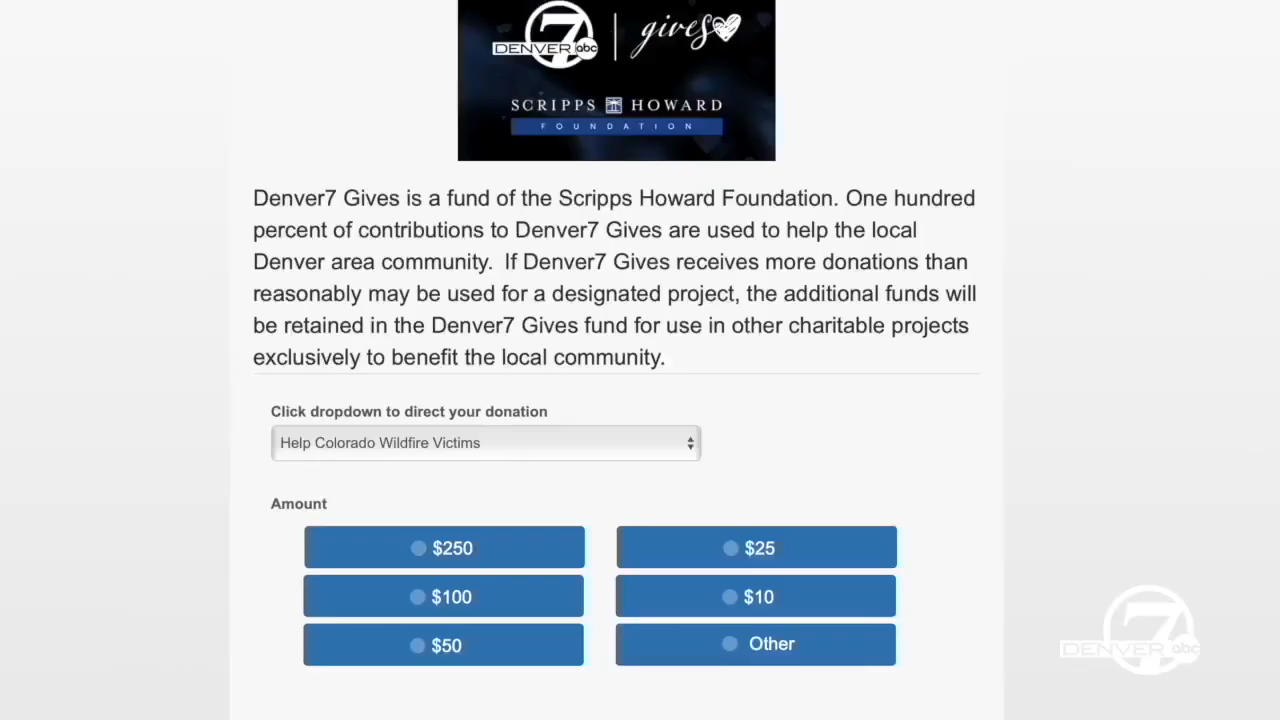 7
DENVER abc
gives
SCRIPPS HOWARD
FOUNDATION
Denver7 Gives is a fund of the Scripps Howard Foundation. One hundred
percent of contributions to Denver7 Gives are used to help the local
Denver area community.  If Denver7 Gives receives more donations than
reasonably may be used for a designated project, the additional funds will
be retained in the Denver7 Gives fund for use in other charitable projects
exclusively to benefit the local community.
Click dropdown to direct your donation
Help Colorado Wildfire Victims
Amount
$250 $25
$100 $10
$50 Other
7
DENVER abc